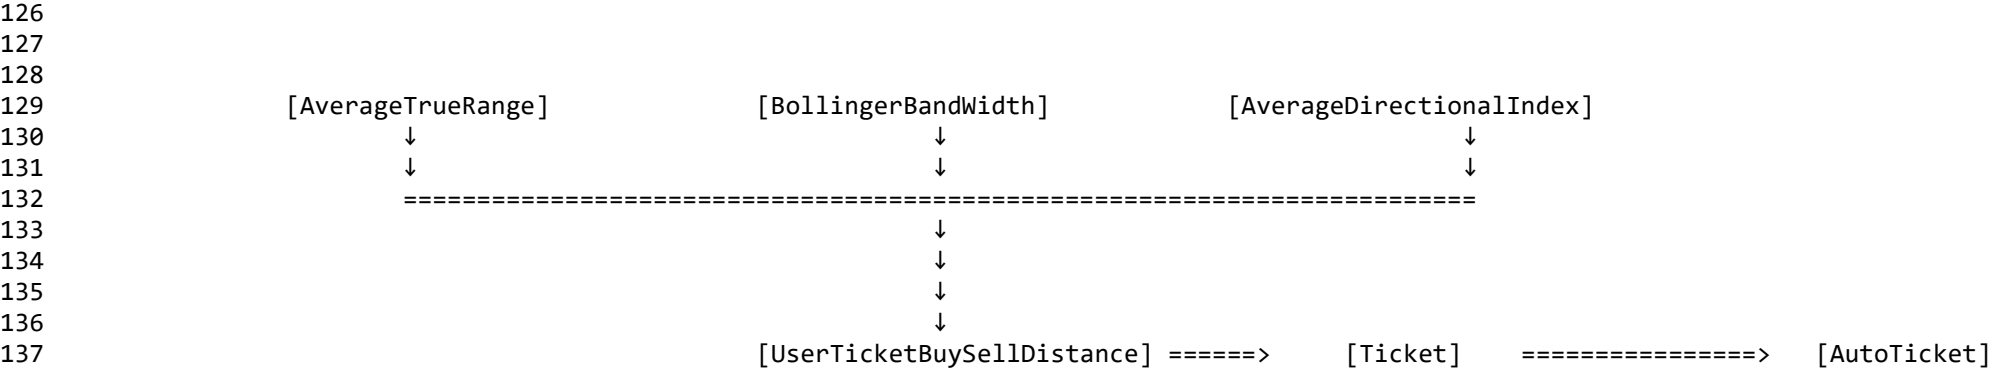 126
127
128
129 [AverageTrueRange] [BollingerBandWidth] [AverageDirectionalIndex]
130 ↓ ↓ ↓
131 ↓ ↓ ↓
132 =========================================================================
133 ↓
134 ↓
135 ↓
136 ↓
137 [UserTicketBuySellDistance] ======> [Ticket] ================> [AutoTicket]